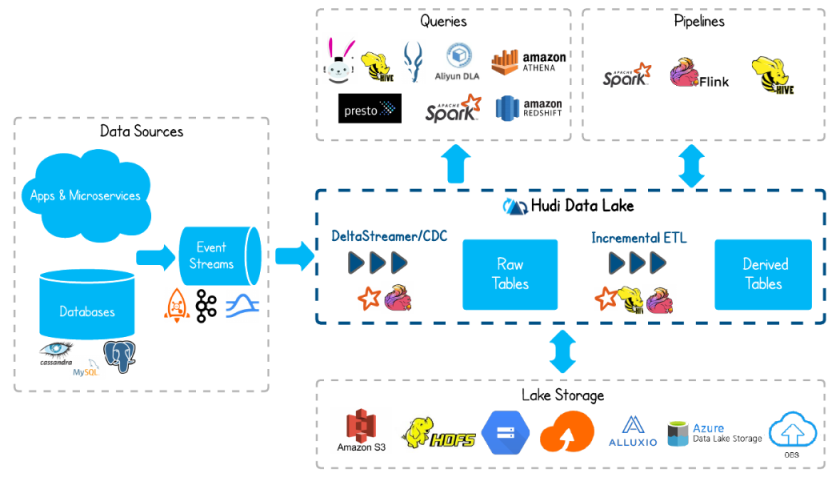 Queries
HIVE
Aliyun DLA
amazon
ATHENA
presto
APACHE
Spark
amazon
REDSHIFT
Pipelines
APACHE
Spark
Flink
HIVE
Data Sources
Apps & Microservices
Event
Streams
Databases
cassandra
MySQL
Hudi Data Lake
DeltaStreamer/CDC
Raw
Tables
Incremental ETL
Derived
Tables
Lake Storage
Amazon S3
HDFS
ALLUXIO
Azure
Data Lake Storage
OBS